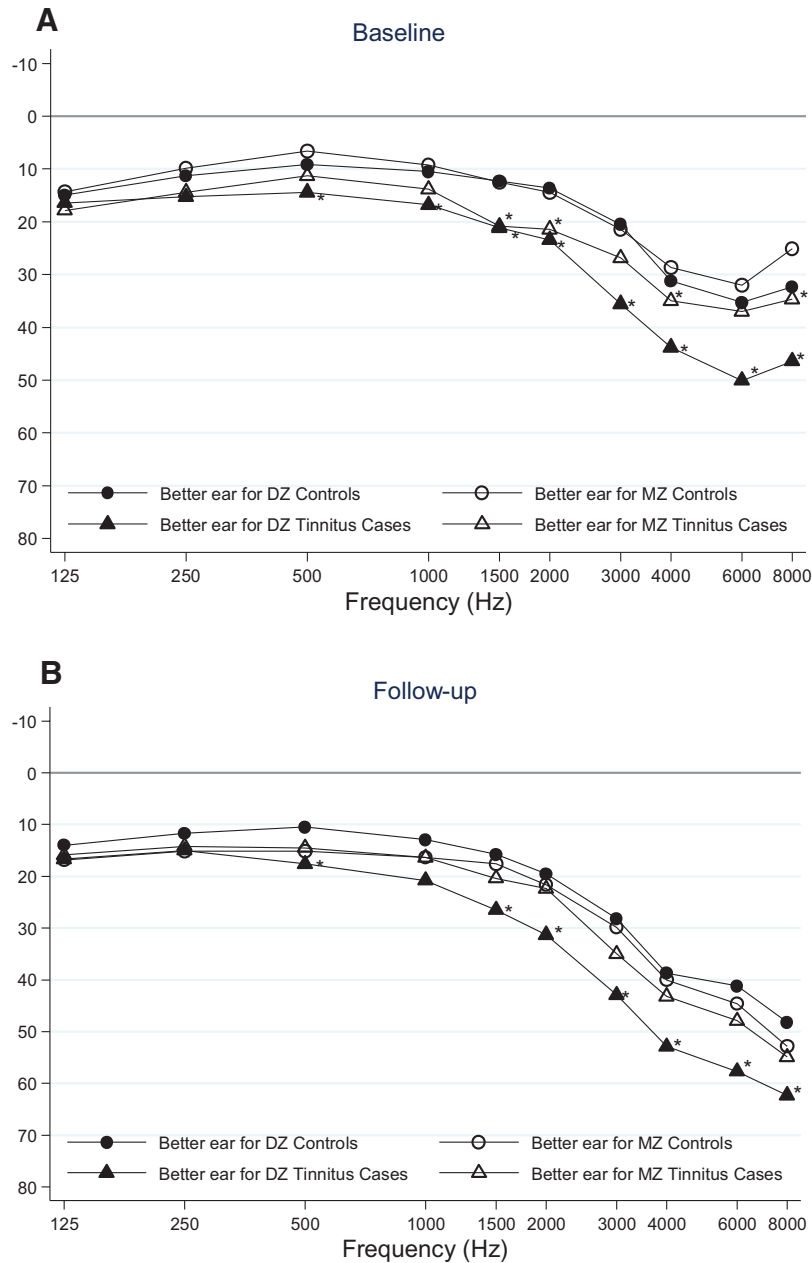 A
Baseline
-10
0
10
20
30
40
50
60
70
80
*
*
*
*
*
*
*
*
*
*
*
*
*
Better ear for DZ Controls
Better ear for MZ Controls
Better ear for DZ Tinnitus Cases
Better ear for MZ Tinnitus Cases
125 250 500 1000 1500 2000 3000 4000 6000 8000
Frequency (Hz)
B
Follow-up
-10
0
10
20
30
40
50
60
70
80
*
*
*
*
*
*
*
Better ear for DZ Controls
Better ear for MZ Controls
Better ear for DZ Tinnitus Cases
Better ear for MZ Tinnitus Cases
125 250 500 1000 1500 2000 3000 4000 6000 8000
Frequency (Hz)